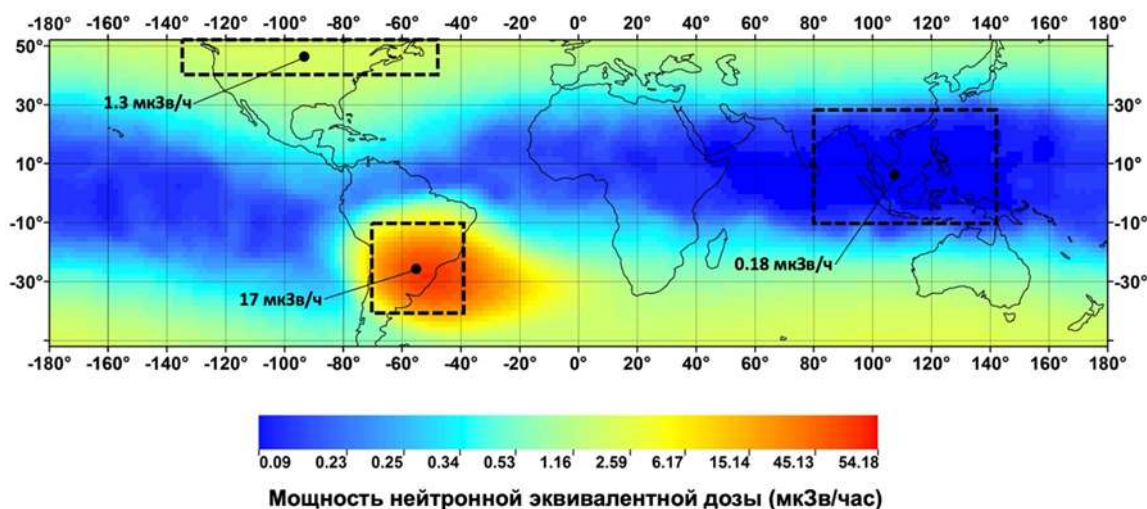 -180 -160 -140 -120 -100 -80 -60 -40 -20 0 20 40 60 80 100 120 140 160 180
50° 50°
1.3 мкЗв/ч
30° 30°
10° 10°
-10° -10°
0.18 мкЗв/ч
-30° -30°
17 мкЗв/ч
-180 -160 -140 -120 -100 -80 -60 -40 -20 0 20 40 60 80 100 120 140 160 180
0.09 0.23 0.25 0.34 0.53 1.16 2.59 6.17 15.14 45.13 54.18
Мощность нейтронной эквивалентной дозы (мкЗв/час)